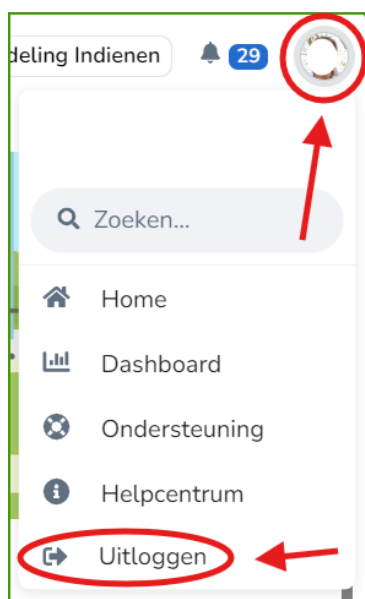 deling Indienen 29
Zoeken...
Home
Dashboard
Ondersteuning
Helpcentrum
Uitloggen